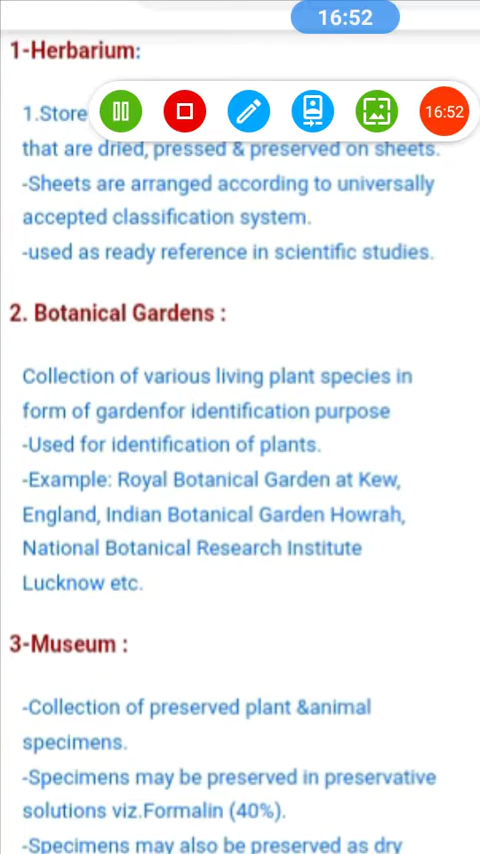 16:52
1-Herbarium:
16:52
1.Store
that are dried, pressed & preserved on sheets.
-Sheets are arranged according to universally
accepted classification system.
-used as ready reference in scientific studies.
2. Botanical Gardens :
Collection of various living plant species in
form of gardenfor identification purpose
-Used for identification of plants.
-Example: Royal Botanical Garden at Kew,
England, Indian Botanical Garden Howrah,
National Botanical Research Institute
Lucknow etc.
3-Museum :
-Collection of preserved plant &animal
specimens.
-Specimens may be preserved in preservative
solutions viz.Formalin (40%).
-Specimens may also be preserved as dry